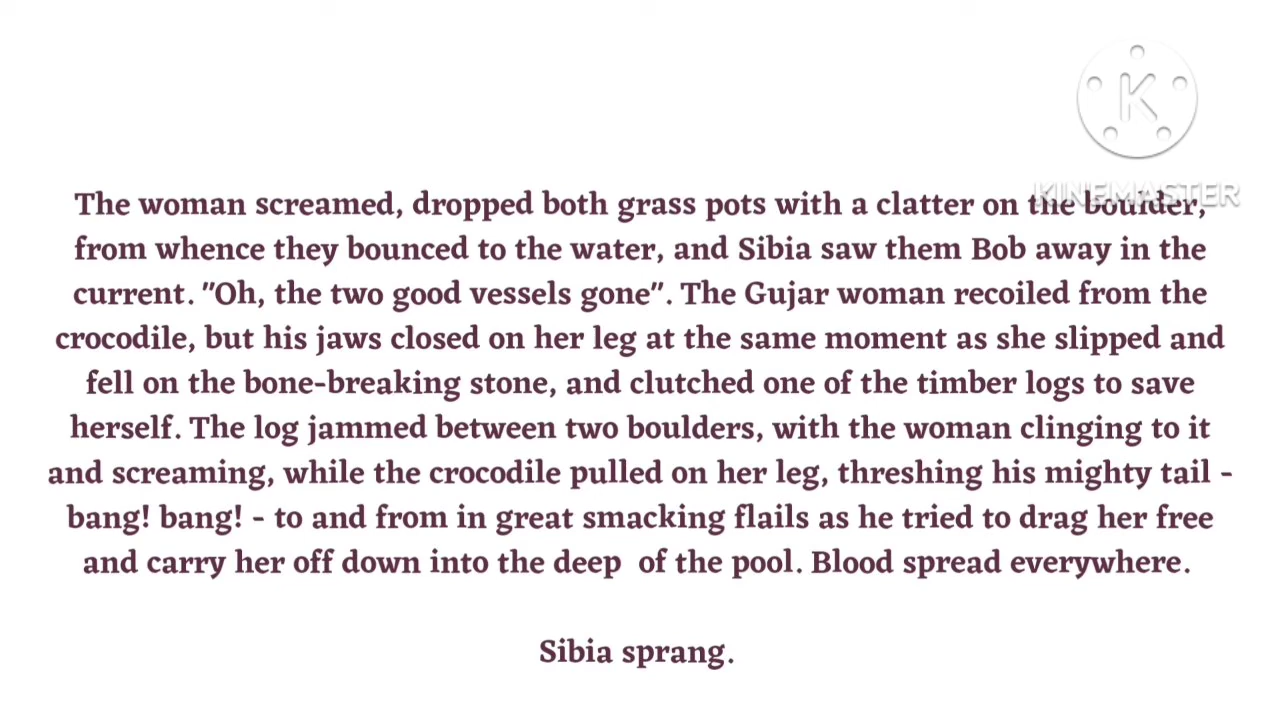 K
KINEMASTER
The woman screamed, dropped both grass pots with a clatter on the boulder,
from whence they bounced to the water, and Sibia saw them Bob away in the
current. "Oh, the two good vessels gone". The Gujar woman recoiled from the
crocodile, but his jaws closed on her leg at the same moment as she slipped and
fell on the bone-breaking stone, and clutched one of the timber logs to save
herself. The log jammed between two boulders, with the woman clinging to it
and screaming, while the crocodile pulled on her leg, threshing his mighty tail -
bang! bang! - to and from in great smacking flails as he tried to drag her free
and carry her off down into the deep of the pool. Blood spread everywhere.
Sibia sprang.